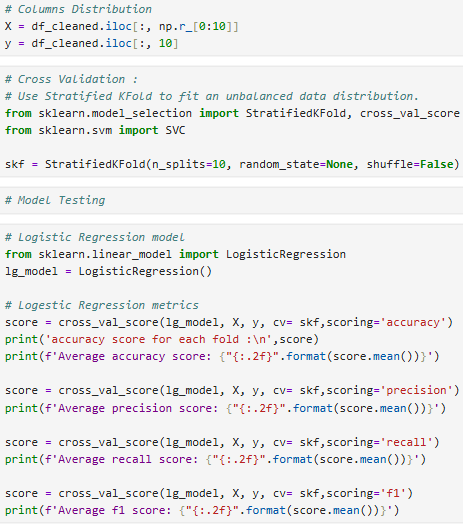 # Columns Distribution
X = df_cleaned.iloc[:, np.r_[0:10]]
y = df_cleaned.iloc[:, 10]
# Cross Validation :
# Use Stratified KFold to fit an unbalanced data distribution.
from sklearn.model_selection import StratifiedKFold, cross_val_score
from sklearn.svm import SVC
skf = StratifiedKFold(n_splits=10, random_state=None, shuffle=False)
# Model Testing
# Logistic Regression model
from sklearn.linear_model import LogisticRegression
lg_model = LogisticRegression()
# Logestic Regression metrics
score = cross_val_score(lg_model, X, y, cv= skf,scoring='accuracy')
print('accuracy score for each fold :\n',score)
print(f'Average accuracy score: {"{:.2f}".format(score.mean())}')
score = cross_val_score(lg_model, X, y, cv= skf,scoring='precision')
print(f'Average precision score: {"{:.2f}".format(score.mean())}')
score = cross_val_score(lg_model, X, y, cv= skf,scoring='recall')
print(f'Average recall score: {"{:.2f}".format(score.mean())}')
score = cross_val_score(lg_model, X, y, cv= skf,scoring='f1')
print(f'Average f1 score: {"{:.2f}".format(score.mean())}')